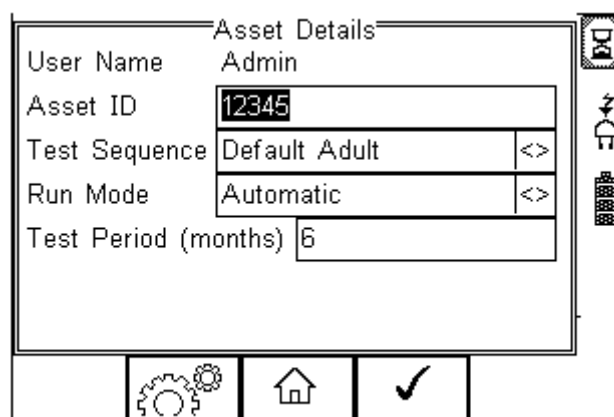 Asset Details
User Name Admin
Asset ID 12345
Test Sequence Default Adult <>
Run Mode Automatic <>
Test Period (months) 6